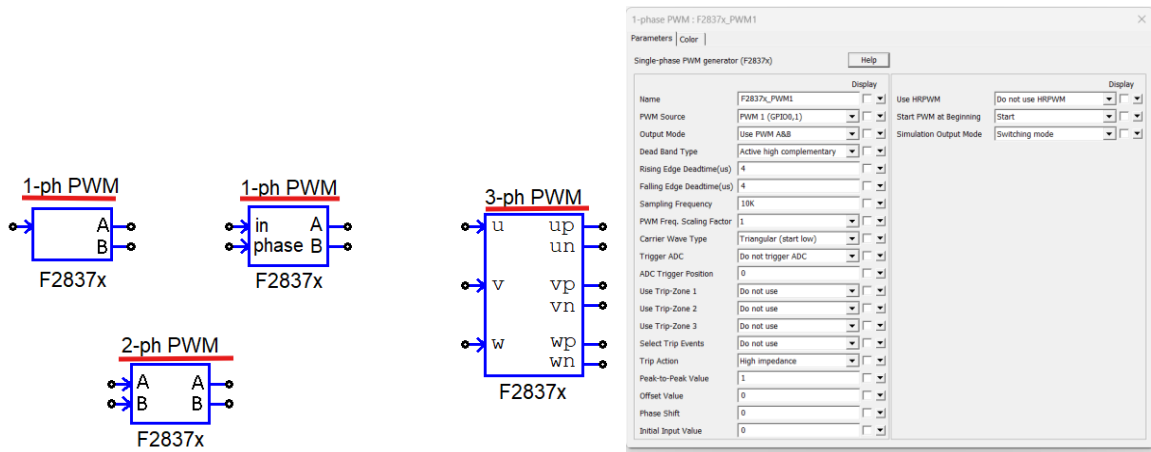 1-ph PWM
A
B
F2837x
1-ph PWM
in A
phase B
F2837x
2-ph PWM
A A
B B
F2837x
3-ph PWM
u up
un
v vp
vn
w wp
wn
F2837x
1-phase PWM : F2837x_PWM1
Parameters Color
Single-phase PWM generator (F2837x) Help
Display
Name F2837x_PWM1
PWM Source PWM 1 (GPIO0,1)
Output Mode Use PWM A&B
Dead Band Type Active high complementary
Rising Edge Deadtime(us) 4
Falling Edge Deadtime(us) 4
Sampling Frequency 10K
PWM Freq. Scaling Factor 1
Carrier Wave Type Triangular (start low)
Trigger ADC Do not trigger ADC
ADC Trigger Position 0
Use Trip-Zone 1 Do not use
Use Trip-Zone 2 Do not use
Use Trip-Zone 3 Do not use
Select Trip Events Do not use
Trip Action High impedance
Peak-to-Peak Value 1
Offset Value 0
Phase Shift 0
Initial Input Value 0
Display
Use HRPWM Do not use HRPWM
Start PWM at Beginning Start
Simulation Output Mode Switching mode